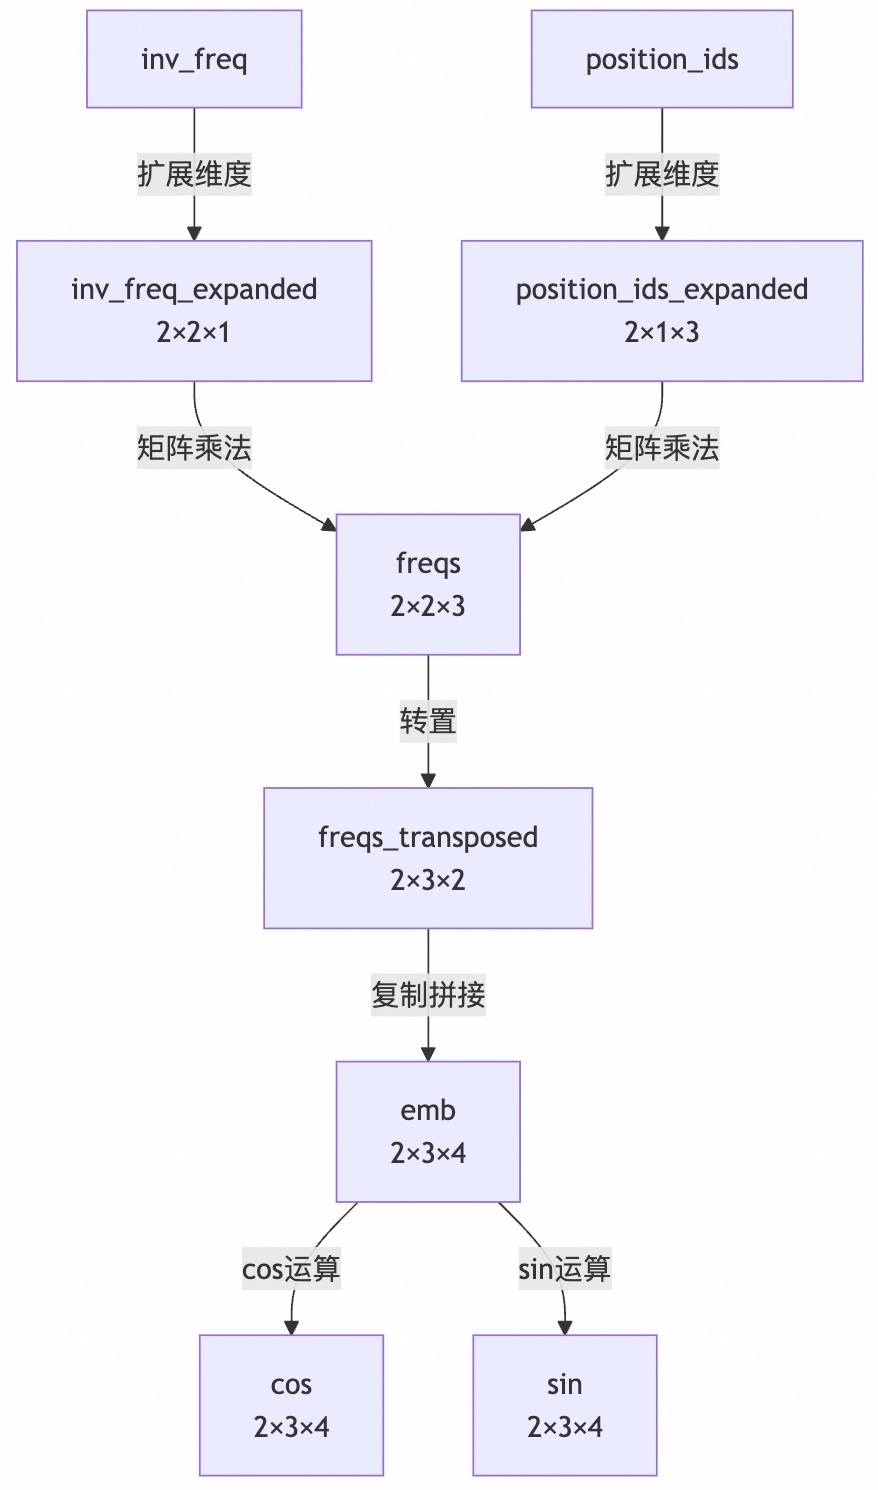 inv_freq
position_ids
扩展维度
扩展维度
inv_freq_expanded
2×2×1
position_ids_expanded
2×1×3
矩阵乘法
矩阵乘法
freqs
2×2×3
转置
freqs_transposed
2×3×2
复制拼接
emb
2×3×4
cos运算
sin运算
cos
2×3×4
sin
2×3×4